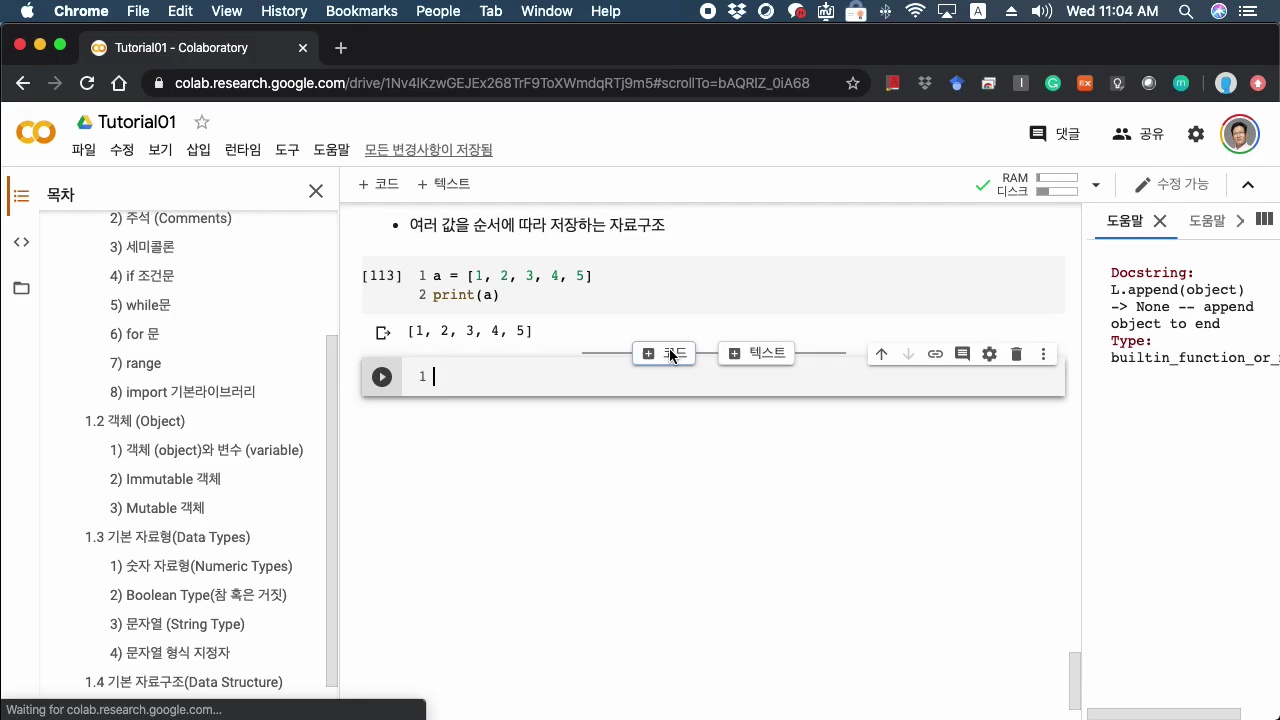 Chrome File Edit View History Bookmarks People Tab Window Help A Wed 11:04 AM
Tutorial01 - Colaboratory
colab.research.google.com/drive/1Nv4lKzwGEJEx268TrF9ToXWmdqRTj9m5#scrollTo=bAQRIZ_0iA68
Tutorial01
댓글 공유
파일 수정 보기 삽입 런타임 도구 도움말 모든 변경사항이 저장됨
목차
+ 코드 + 텍스트
RAM
디스크
수정 가능
2) 주석 (Comments)
3) 세미콜론
4) if 조건문
5) while문
6) for 문
7) range
8) import 기본라이브러리
1.2 객체 (Object)
1) 객체 (object)와 변수 (variable)
2) Immutable 객체
3) Mutable 객체
1.3 기본 자료형(Data Types)
1) 숫자 자료형(Numeric Types)
2) Boolean Type(참 혹은 거짓)
3) 문자열 (String Type)
4) 문자열 형식 지정자
1.4 기본 자료구조(Data Structure)
• 여러 값을 순서에 따라 저장하는 자료구조
[113] 1 a = [1, 2, 3, 4, 5]
2 print(a)
[1, 2, 3, 4, 5]
코드 텍스트
1
도움말 도움말
Docstring:
L.append(object)
-> None -- append
object to end
Type:
builtin_function_or_
Waiting for colab.research.google.com...